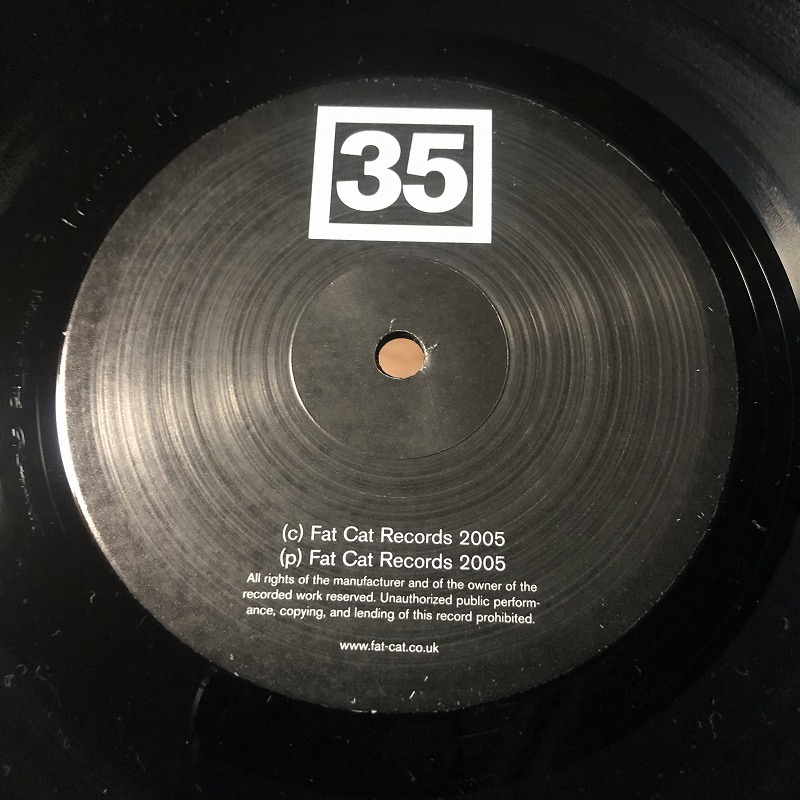 35
(c) Fat Cat Records 2005
(p) Fat Cat Records 2005
All rights of the manufacturer and of the owner of the
recorded work reserved. Unauthorized public perform-
ance, copying, and lending of this record prohibited.
www.fat-cat.co.uk